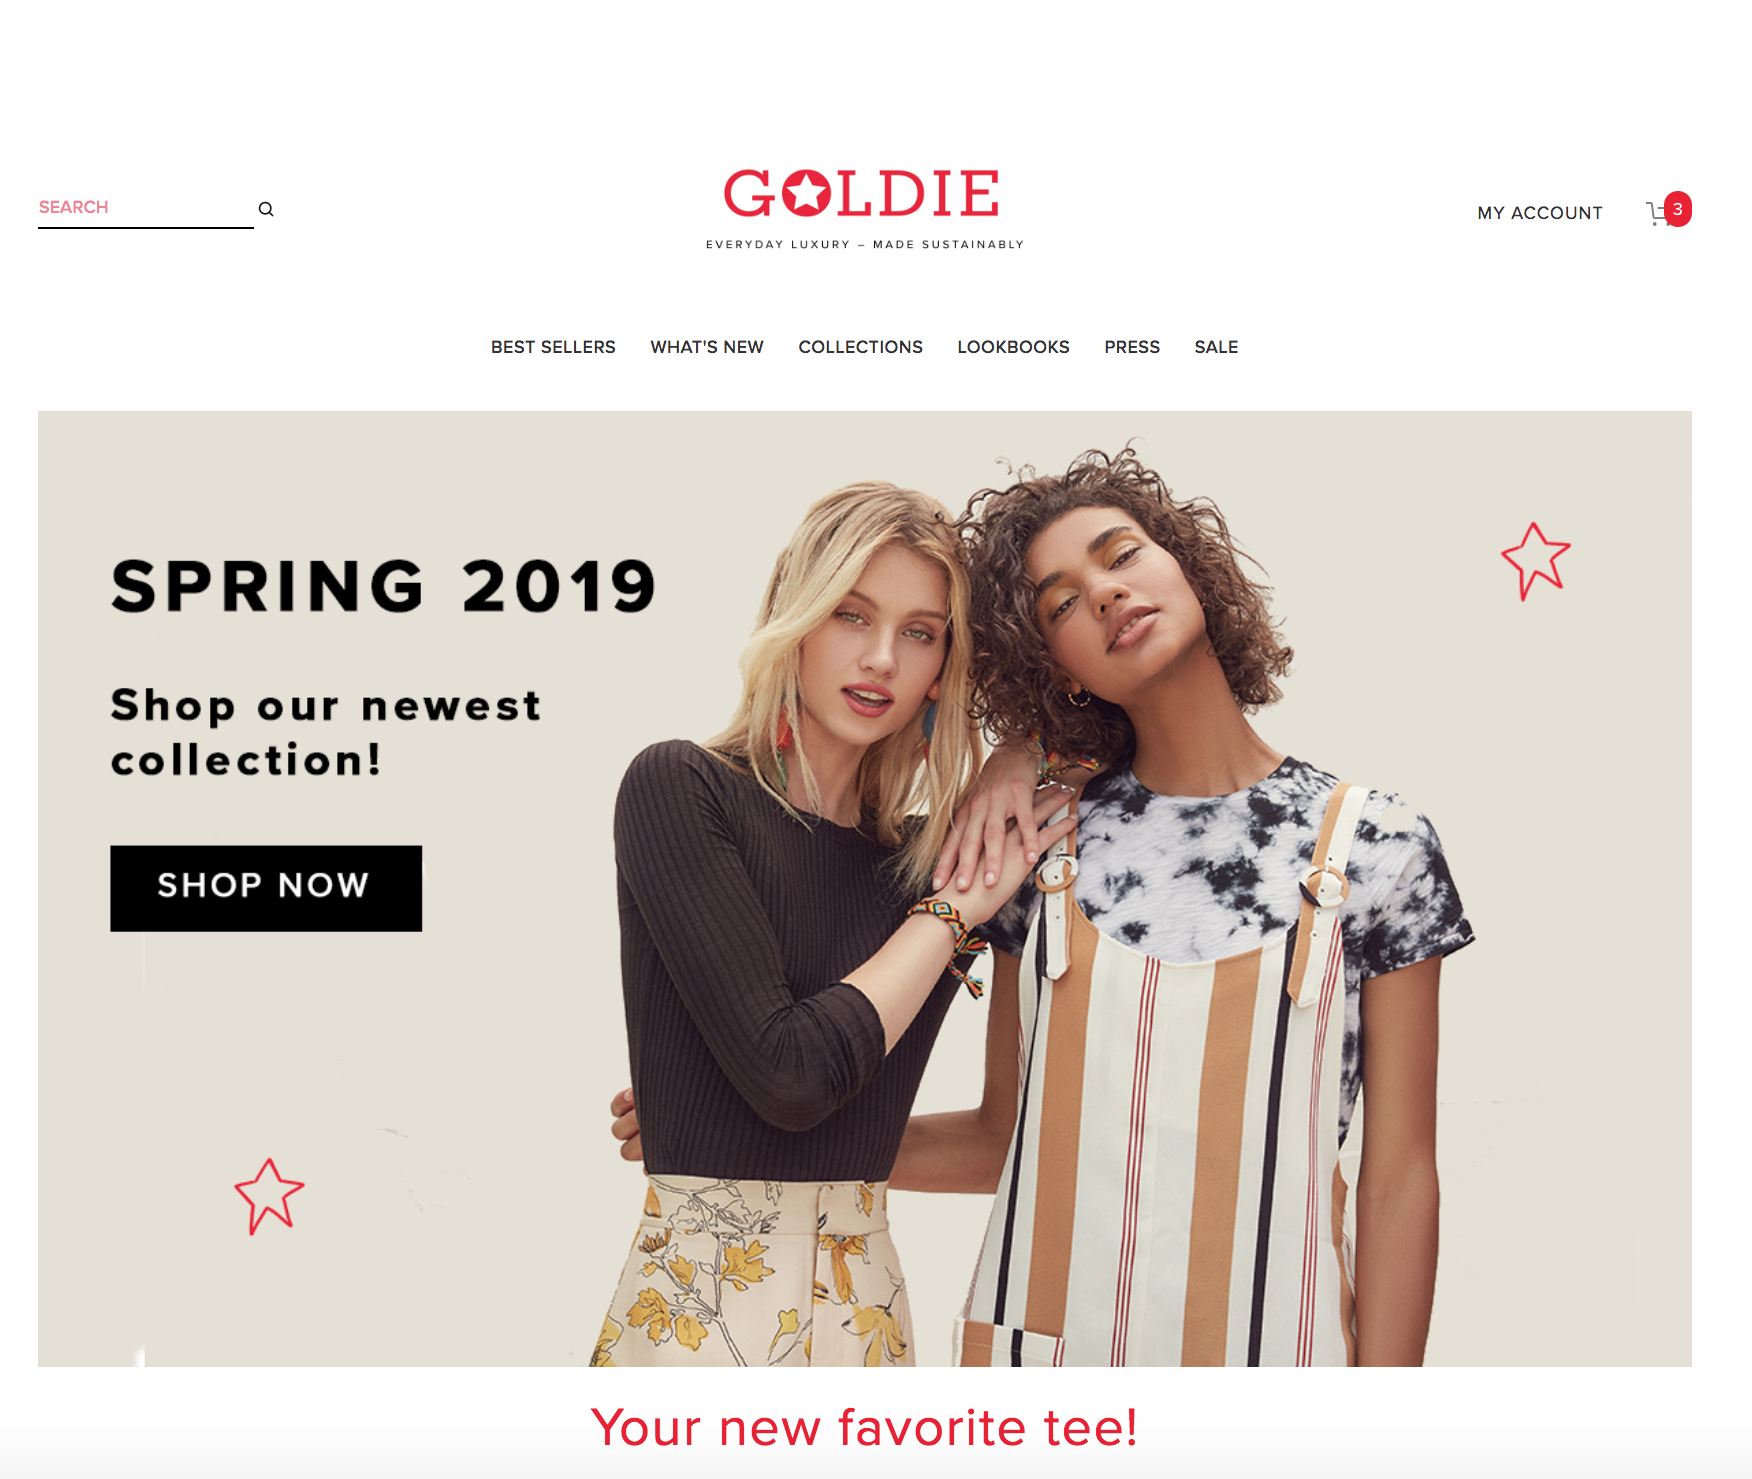 SEARCH
GOLDIE
EVERYDAY LUXURY – MADE SUSTAINABLY
MY ACCOUNT
3
BEST SELLERS WHAT'S NEW COLLECTIONS LOOKBOOKS PRESS SALE
SPRING 2019
Shop our newest
collection!
SHOP NOW
Your new favorite tee!